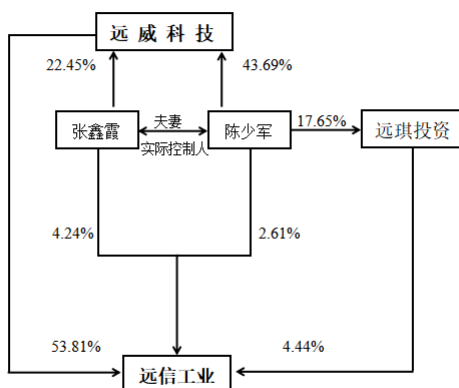 远威科技
22.45%
43.69%
张鑫霞
夫妻
实际控制人
陈少军
17.65%
远琪投资
4.24%
2.61%
53.81%
4.44%
远信工业